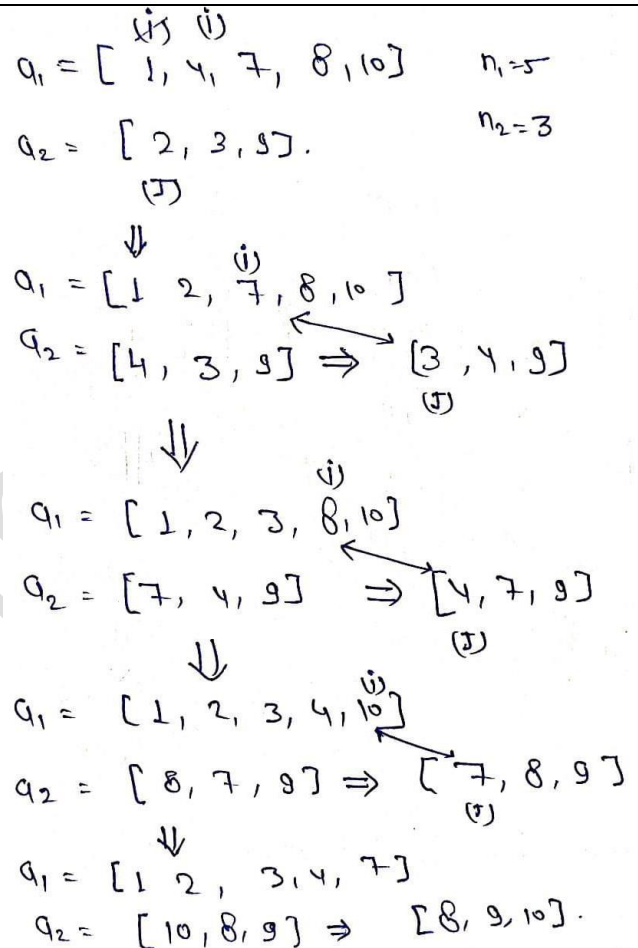 (i) (i)
a₁ = [ 1, 4, 7, 8, 10] n₁=5
a₂ = [ 2, 3, 9]. n₂=3
(J)
⇓
(i)
a₁ = [1 2, 7, 8, 10 ]
a₂ = [4, 3, 9] ⇒ [3, 4, 9]
(J)
⇓
(i)
a₁ = [ 1, 2, 3, 8, 10]
a₂ = [7, 4, 9] ⇒ [4, 7, 9]
(J)
⇓
(i)
a₁ = [1, 2, 3, 4, 10]
a₂ = [ 8, 7, 9] ⇒ [ 7, 8, 9]
(J)
⇓
a₁ = [1 2, 3, 4, 7]
a₂ = [10, 8, 9] ⇒ [8, 9, 10].